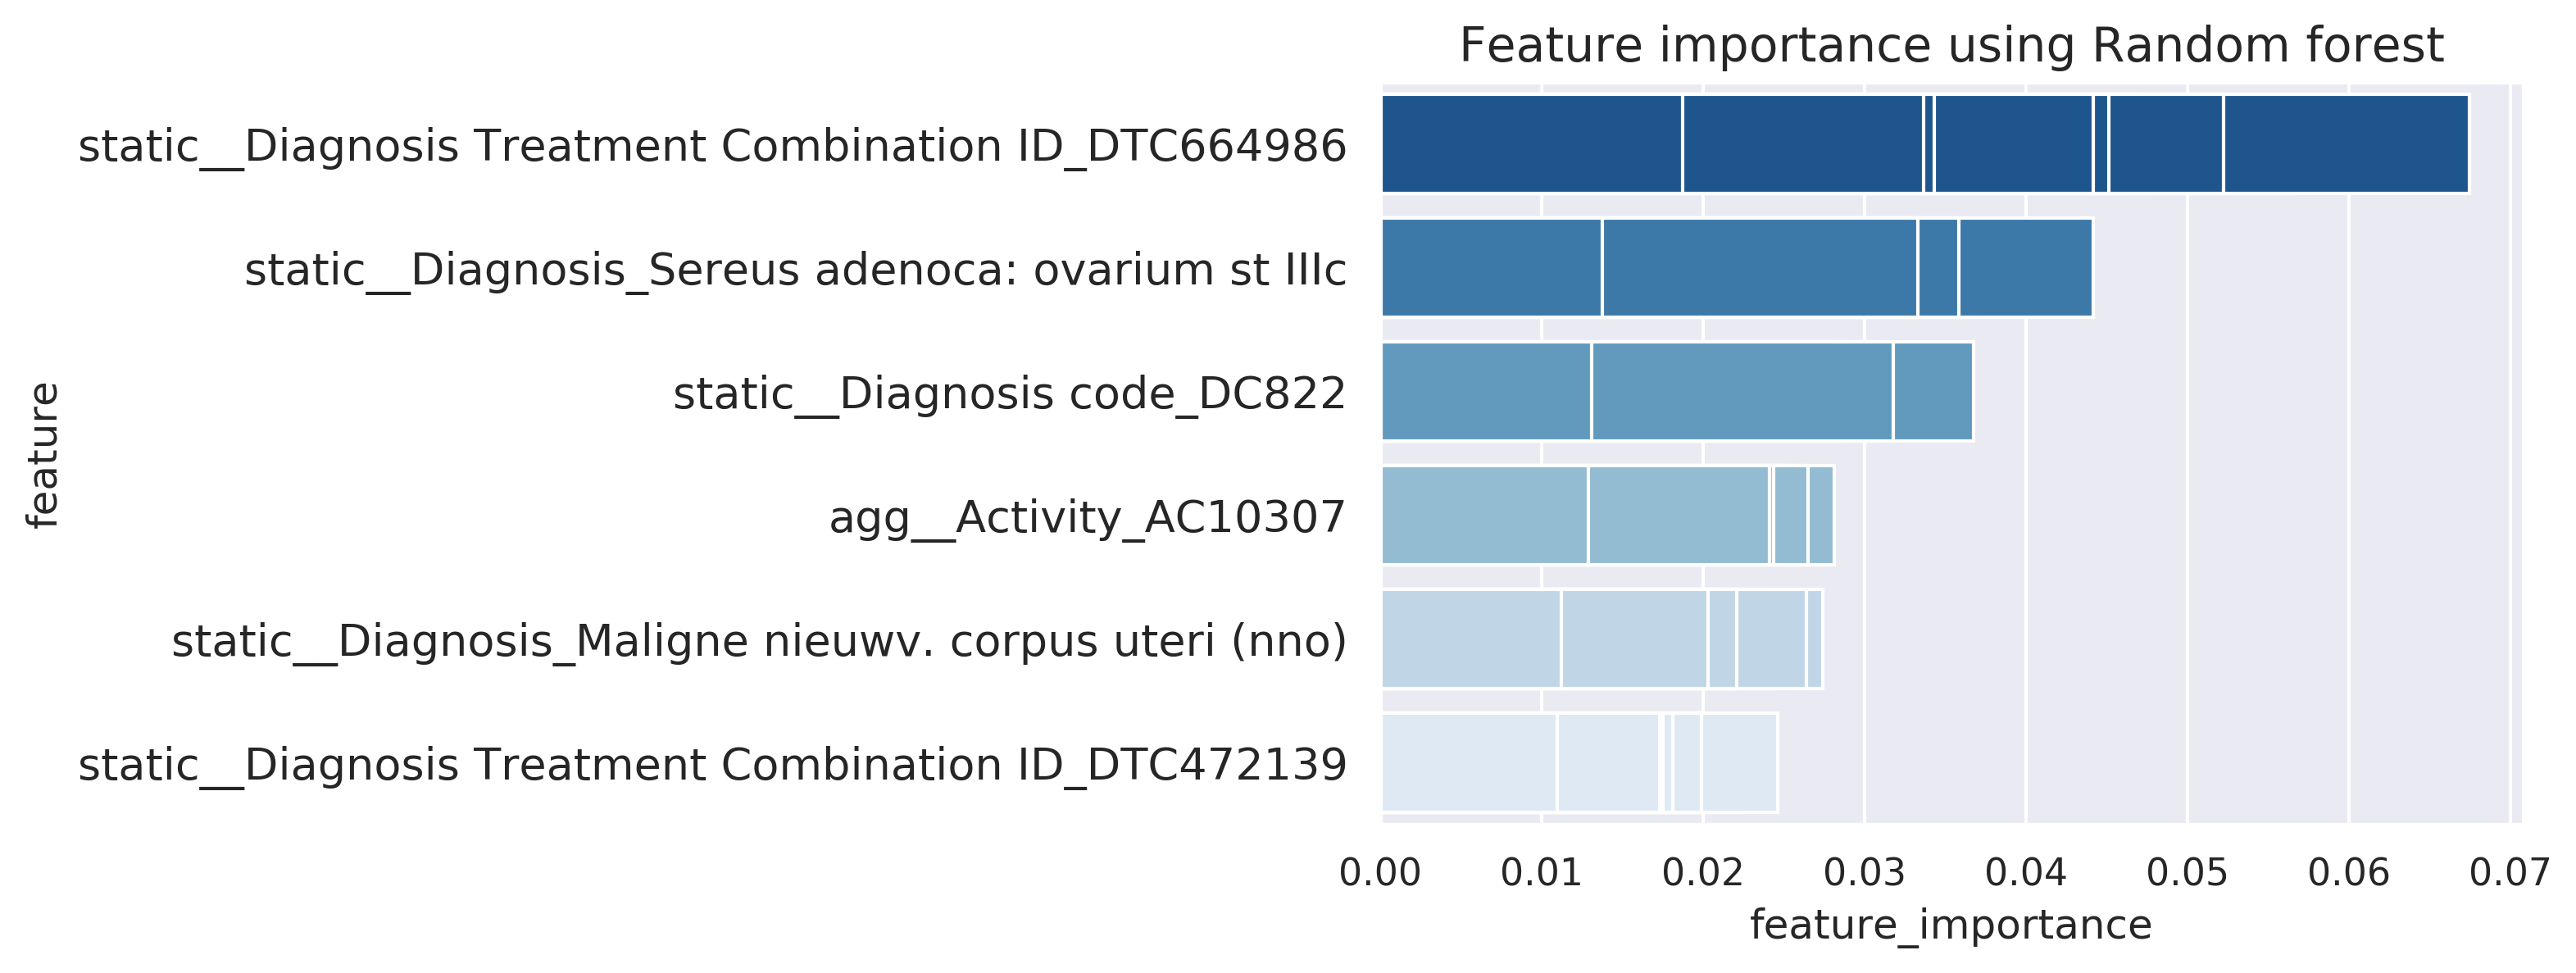 Feature importance using Random forest
static__Diagnosis Treatment Combination ID_DTC664986
static__Diagnosis_Sereus adenoca: ovarium st IIIc
static__Diagnosis code_DC822
agg__Activity_AC10307
static__Diagnosis_Maligne nieuwv. corpus uteri (nno)
static__Diagnosis Treatment Combination ID_DTC472139
feature
0.00 0.01 0.02 0.03 0.04 0.05 0.06 0.07
feature_importance